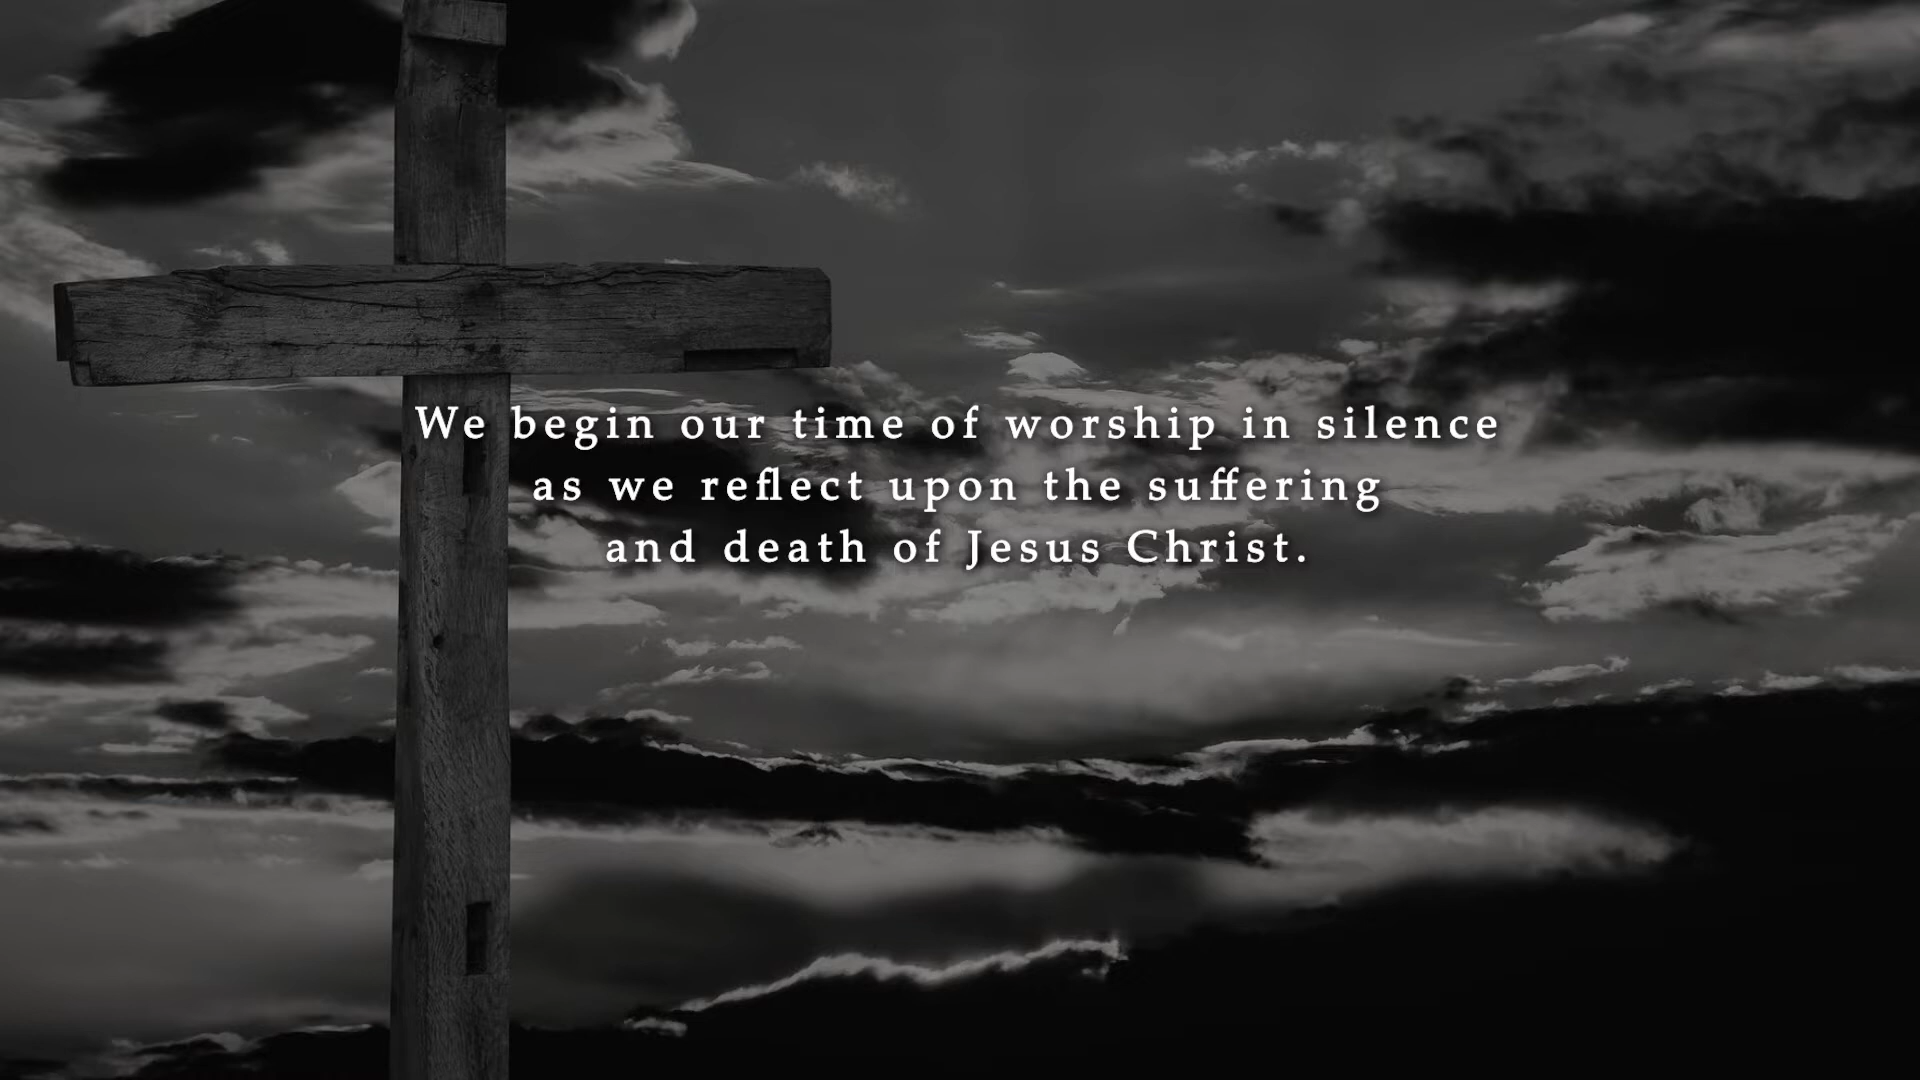 We begin our time of worship in silence
as we reflect upon the suffering
and death of Jesus Christ.